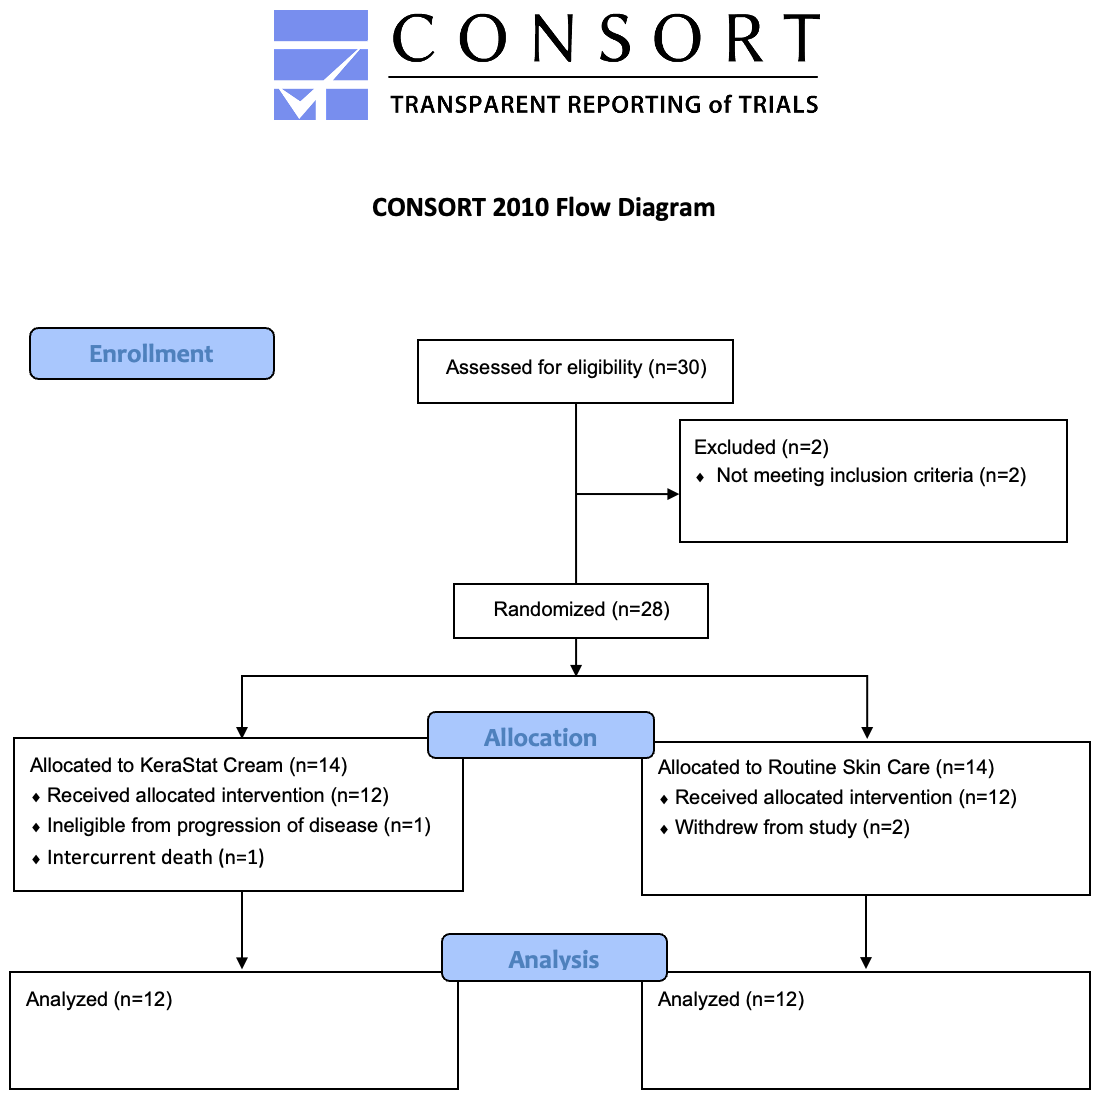 CONSORT
TRANSPARENT REPORTING of TRIALS
CONSORT 2010 Flow Diagram
Enrollment
Assessed for eligibility (n=30)
Excluded (n=2)
♦ Not meeting inclusion criteria (n=2)
Randomized (n=28)
Allocation
Allocated to KeraStat Cream (n=14)
♦ Received allocated intervention (n=12)
♦ Ineligible from progression of disease (n=1)
♦ Intercurrent death (n=1)
Allocated to Routine Skin Care (n=14)
♦ Received allocated intervention (n=12)
♦ Withdrew from study (n=2)
Analysis
Analyzed (n=12)
Analyzed (n=12)